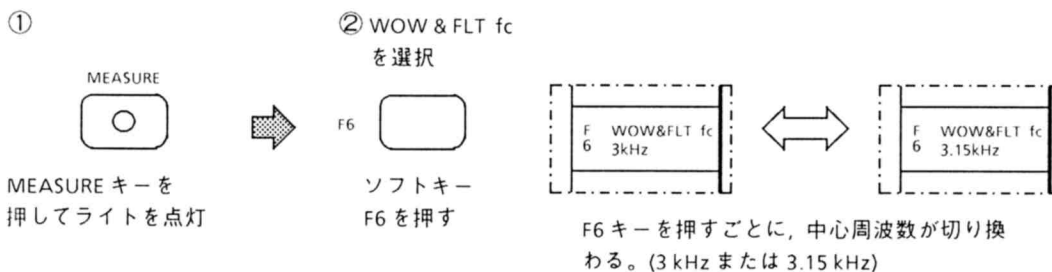 ①
MEASURE
MEASURE キーを
押してライトを点灯
② WOW & FLT fc
を選択
F6
ソフトキー
F6 を押す
F WOW&FLT fc
6 3kHz
F WOW&FLT fc
6 3.15kHz
F6 キーを押すごとに, 中心周波数が切り換
わる。(3 kHz または 3.15 kHz)